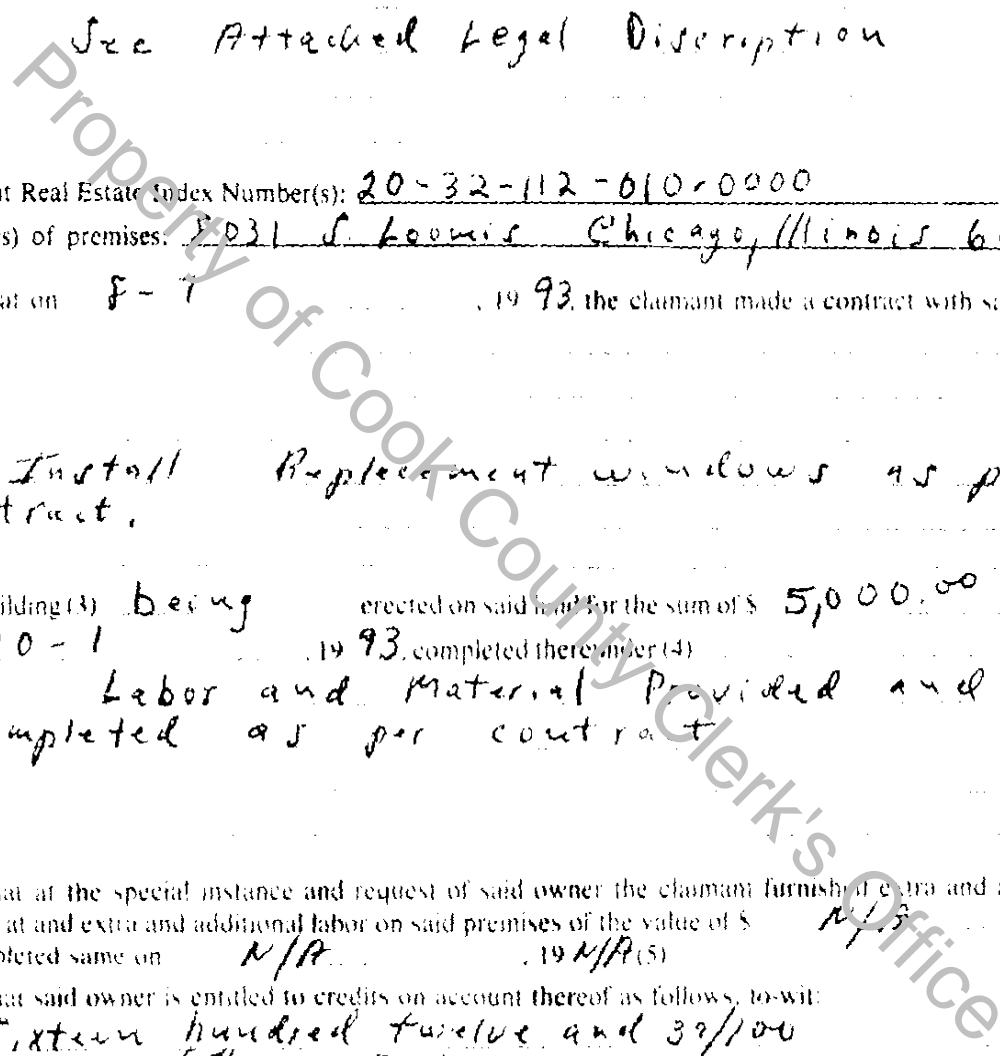 See Attached Legal Discription
Property of Cook County Clerk's Office
at Real Estate Index Number(s): 20-32-112-010-0000
s) of premises: 8031 S. Loomis Chicago, Illinois 6
at on 8 - , 19 93, the claimant made a contract with
Install Replecement windows as p
tract.
ilding (3) being erected on said land for the sum of $ 5,000.00
0 - 1 , 19 93, completed thereunder (4)
Labor and Material Provided and
mpleted as per contract
at at the special instance and request of said owner the claimant furnished extra and
at and extra and additional labor on said premises of the value of $ N/A
pleted same on N/A , 19 N/A (5)
at said owner is entitled to credits on account thereof as follows, to-wit:
ixteen hundred twelve and /100